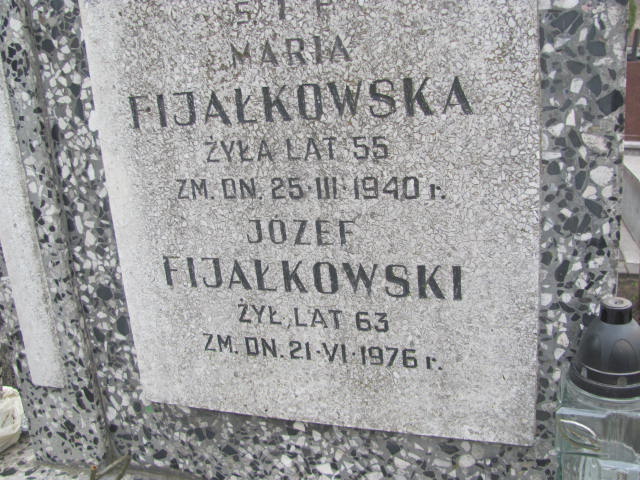 Ś. † P.
MARIA
FIJAŁKOWSKA
ŻYŁA LAT 55
ZM. DN. 25·III·1940 r.
JÓZEF
FIJAŁKOWSKI
ŻYŁ, LAT 63
ZM. DN. 21·VI·1976 r.